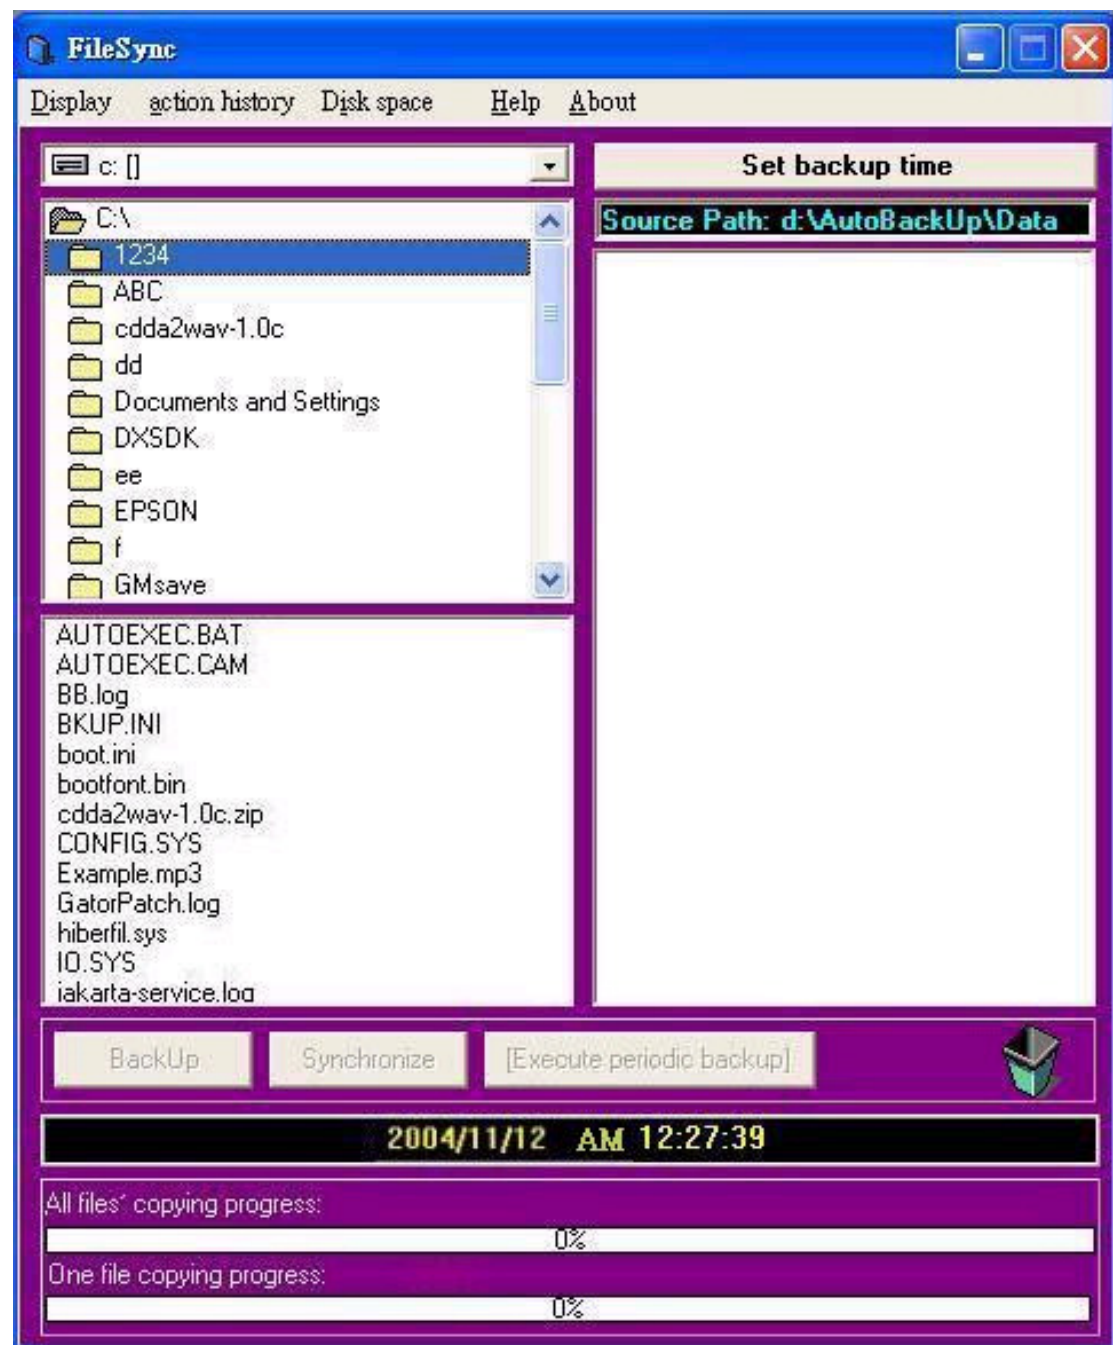 FileSync
Display action history Disk space Help About
c: []
Set backup time
C:\
Source Path: d:\AutoBackUp\Data
1234
ABC
cdda2wav-1.0c
dd
Documents and Settings
DXSDK
ee
EPSON
f
GMsave
AUTOEXEC.BAT
AUTOEXEC.CAM
BB.log
BKUP.INI
boot.ini
bootfont.bin
cdda2wav-1.0c.zip
CONFIG.SYS
Example.mp3
GatorPatch.log
hiberfil.sys
IO.SYS
jakarta-service.log
BackUp Synchronize [Execute periodic backup]
2004/11/12 AM 12:27:39
All files' copying progress:
0%
One file copying progress:
0%